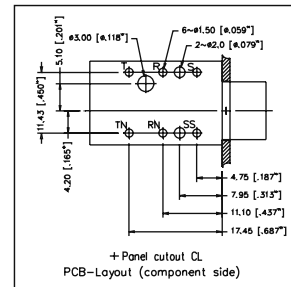 ø3.00 [ø.118"]
6-ø1.50 [ø.059"]
2-ø2.0 [ø.079"]
5.10 [.201"]
11.43 [.450"]
4.20 [.165"]
T R S
TN RN SS
4.75 [.187"]
7.95 [.313"]
11.10 [.437"]
17.45 [.687"]
+ Panel cutout CL
PCB-Layout (component side)